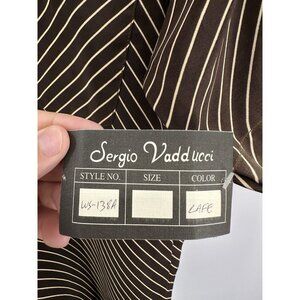 Sergio Vadducci
STYLE NO. SIZE COLOR
WS-138A CAFE